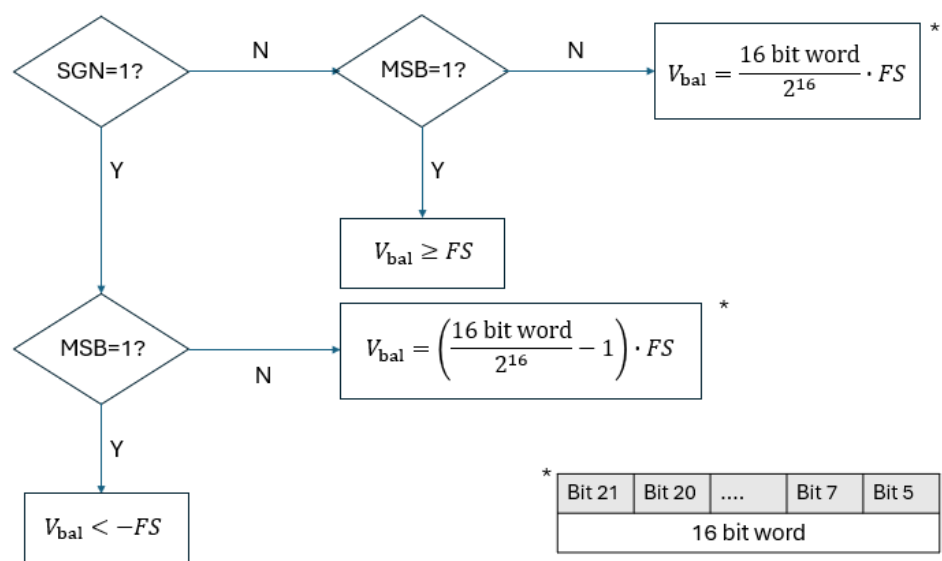 SGN=1?
N
MSB=1?
N
V_bal = 16 bit word / 2^16 · FS
*
Y
Y
V_bal ≥ FS
MSB=1?
N
V_bal = (16 bit word / 2^16 − 1) · FS
*
Y
V_bal < −FS
*
Bit 21 Bit 20 .... Bit 7 Bit 5
16 bit word